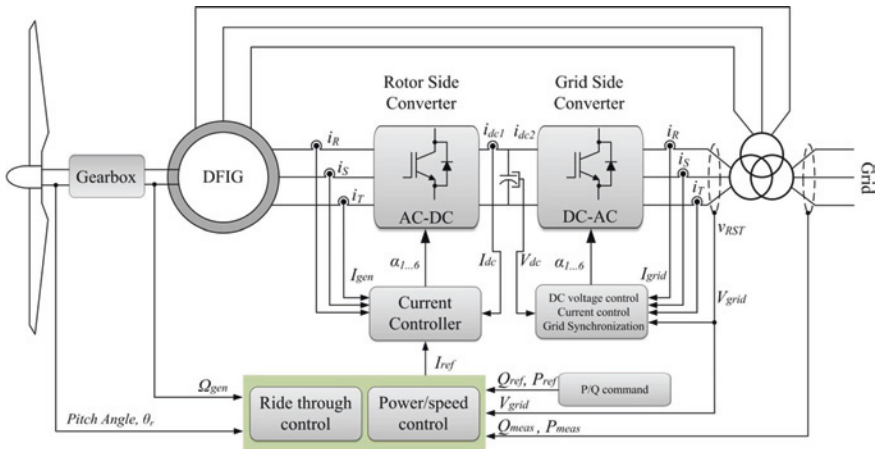 Rotor Side
Converter
Grid Side
Converter
Gearbox
DFIG
i_R
i_S
i_T
AC-DC
i_dc1
i_dc2
DC-AC
i_R
i_S
i_T
Grid
v_RST
α_1...6
I_gen
I_dc
V_dc
α_1...6
I_grid
V_grid
Current
Controller
DC voltage control
Current control
Grid Synchronization
I_ref
Ω_gen
Pitch Angle, θ_r
Ride through
control
Power/speed
control
Q_ref, P_ref
P/Q command
V_grid
Q_meas, P_meas